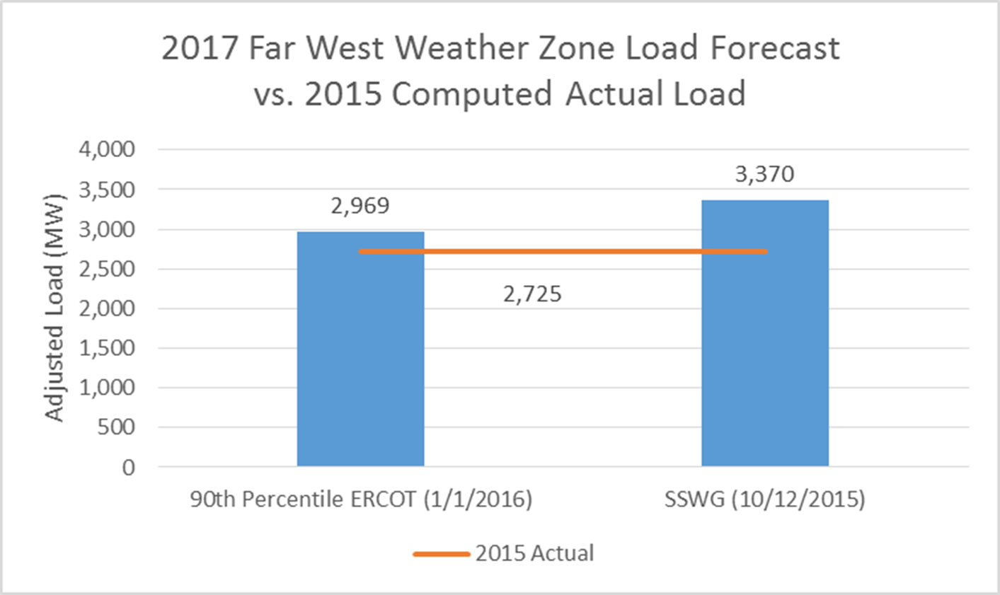 2017 Far West Weather Zone Load Forecast
vs. 2015 Computed Actual Load
Adjusted Load (MW)
4,000
3,500
3,000
2,500
2,000
1,500
1,000
500
0
2,969
3,370
2,725
90th Percentile ERCOT (1/1/2016)
SSWG (10/12/2015)
2015 Actual